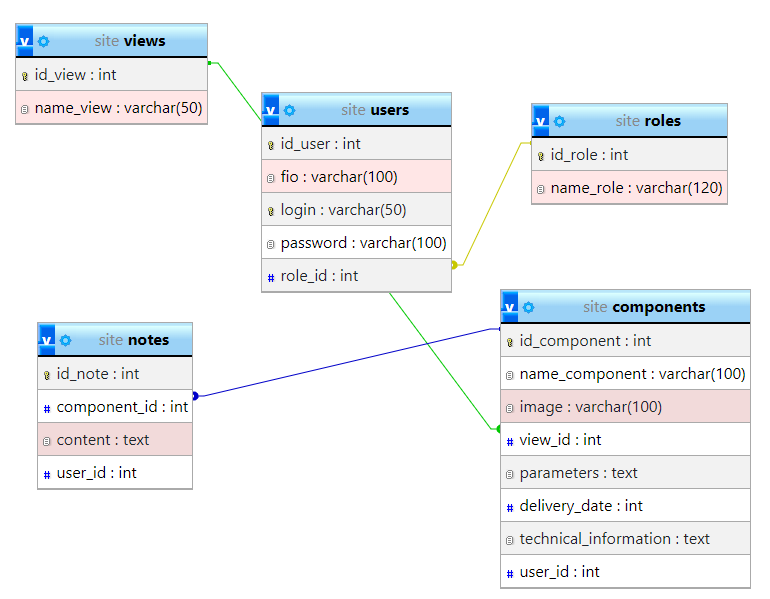 v site views
id_view : int
name_view : varchar(50)
v site users
id_user : int
fio : varchar(100)
login : varchar(50)
password : varchar(100)
# role_id : int
v site roles
id_role : int
name_role : varchar(120)
v site notes
id_note : int
# component_id : int
content : text
# user_id : int
v site components
id_component : int
name_component : varchar(100)
image : varchar(100)
# view_id : int
parameters : text
# delivery_date : int
technical_information : text
# user_id : int